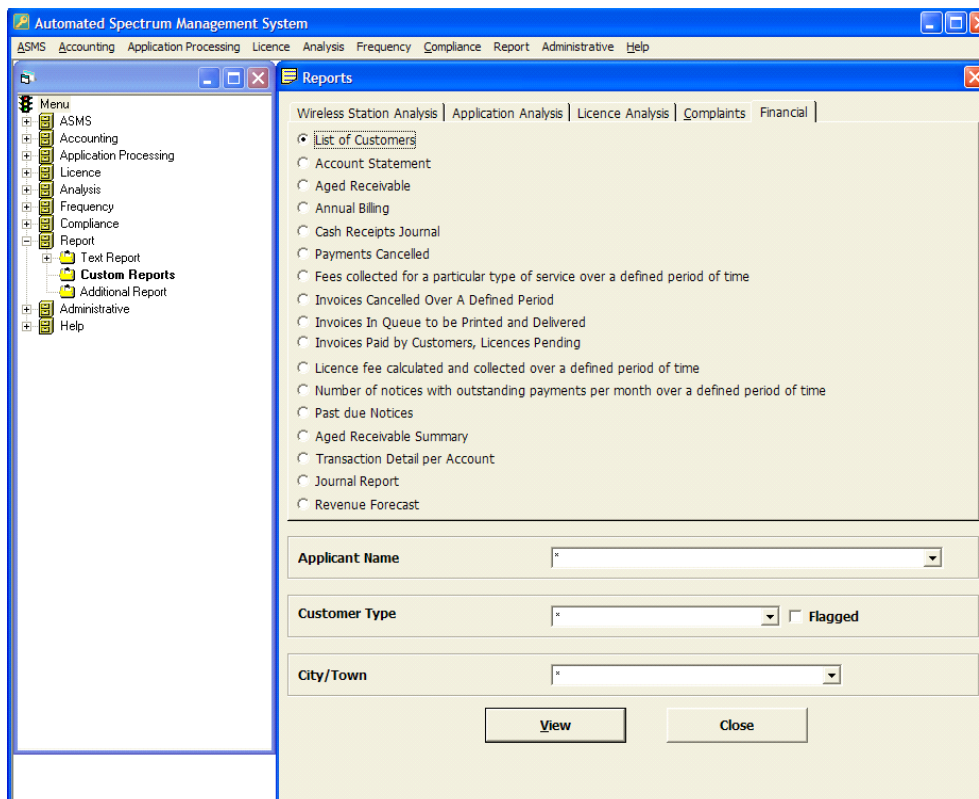 Automated Spectrum Management System
ASMS Accounting Application Processing Licence Analysis Frequency Compliance Report Administrative Help
Menu
ASMS
Accounting
Application Processing
Licence
Analysis
Frequency
Compliance
Report
Text Report
Custom Reports
Additional Report
Administrative
Help
Reports
Wireless Station Analysis Application Analysis Licence Analysis Complaints Financial
List of Customers
Account Statement
Aged Receivable
Annual Billing
Cash Receipts Journal
Payments Cancelled
Fees collected for a particular type of service over a defined period of time
Invoices Cancelled Over A Defined Period
Invoices In Queue to be Printed and Delivered
Invoices Paid by Customers, Licences Pending
Licence fee calculated and collected over a defined period of time
Number of notices with outstanding payments per month over a defined period of time
Past due Notices
Aged Receivable Summary
Transaction Detail per Account
Journal Report
Revenue Forecast
Applicant Name *
Customer Type * Flagged
City/Town *
View Close